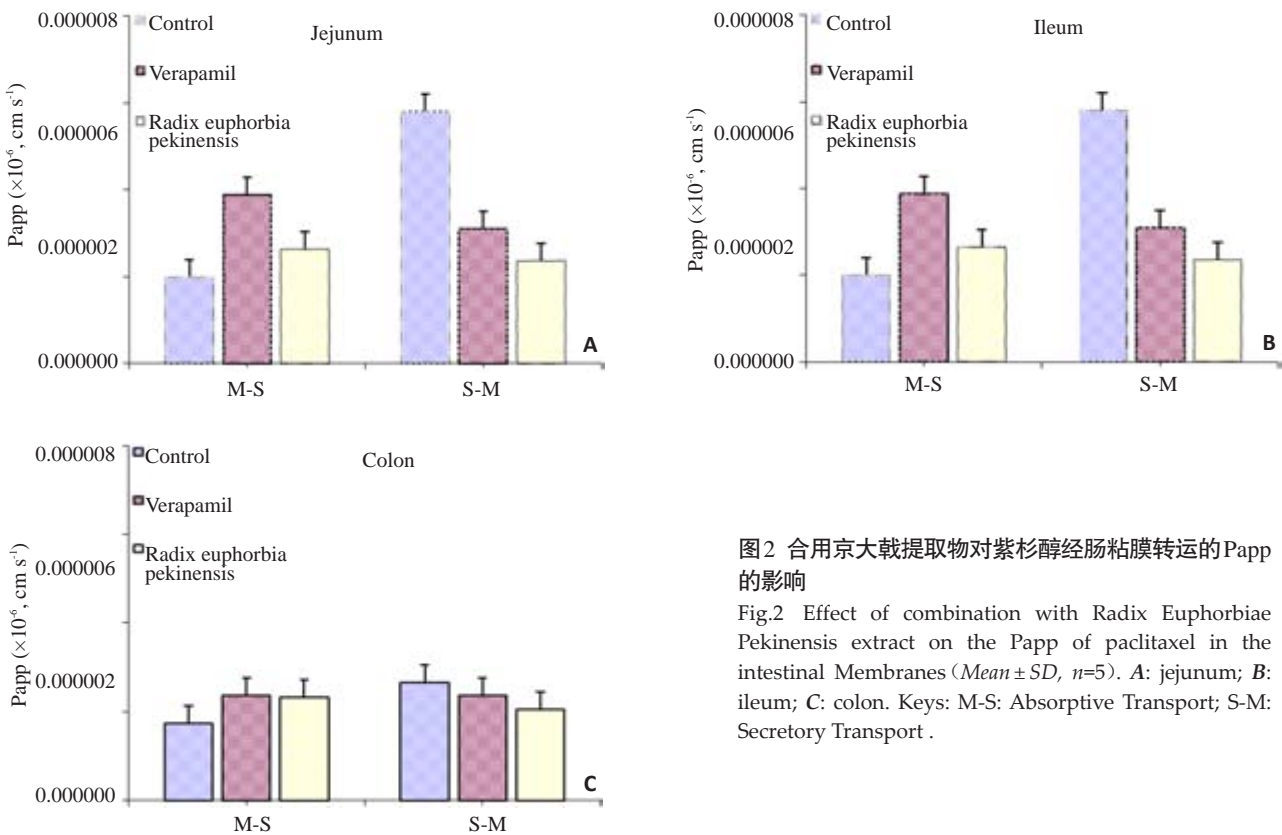 0.000008
Control
Jejunum
Verapamil
Radix euphorbia
pekinensis
0.000006
0.000002
0.000000
Papp (×10⁻⁶, cm s⁻¹)
M-S
S-M
A
0.000008
Control
Ileum
Verapamil
Radix euphorbia
pekinensis
0.000006
0.000002
0.000000
Papp (×10⁻⁶, cm s⁻¹)
M-S
S-M
B
0.000008
Control
Colon
Verapamil
Radix euphorbia
pekinensis
0.000006
0.000002
0.000000
Papp (×10⁻⁶, cm s⁻¹)
M-S
S-M
C
图2 合用京大戟提取物对紫杉醇经肠粘膜转运的Papp
的影响
Fig.2 Effect of combination with Radix Euphorbiae
Pekinensis extract on the Papp of paclitaxel in the
intestinal Membranes (Mean±SD, n=5). A: jejunum; B:
ileum; C: colon. Keys: M-S: Absorptive Transport; S-M:
Secretory Transport .